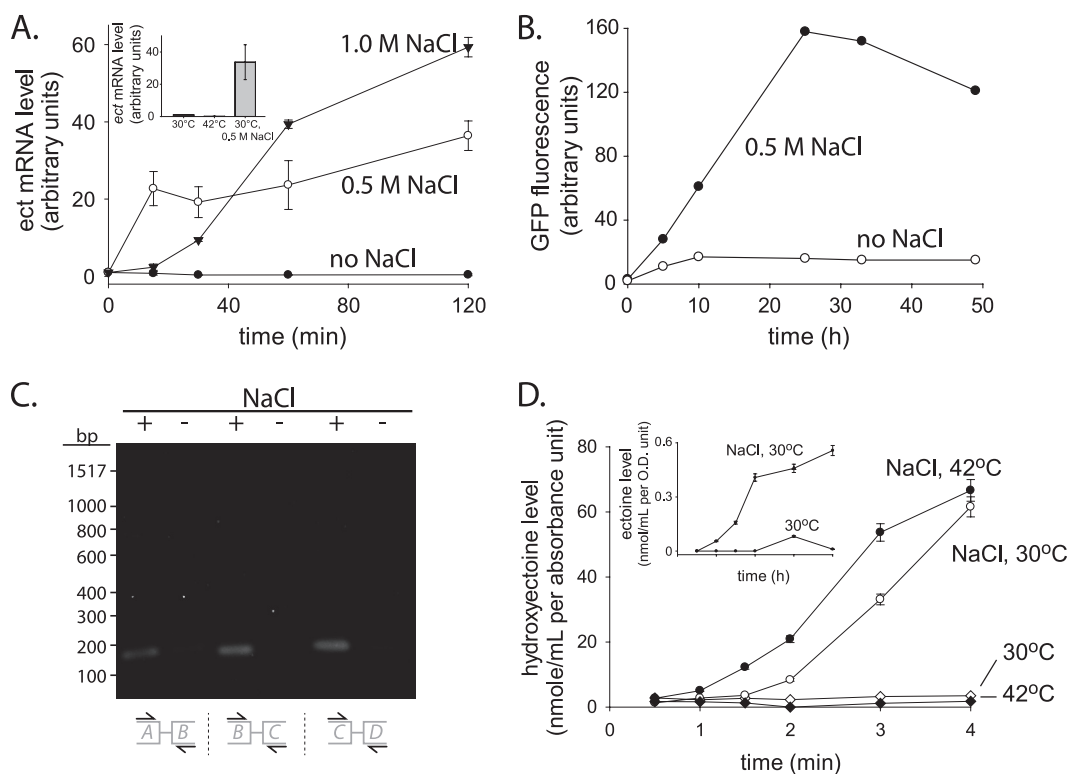 A.
ect mRNA level
(arbitrary units)
60
40
20
0
0
40
80
120
time (min)
1.0 M NaCl
0.5 M NaCl
no NaCl
ect mRNA level
(arbitrary units)
40
20
0
30°C
42°C
30°C,
0.5 M NaCl
B.
GFP fluorescence
(arbitrary units)
160
120
80
40
0
0
10
20
30
40
50
time (h)
0.5 M NaCl
no NaCl
C.
NaCl
+ - + - + -
bp
1517
1000
800
600
400
300
200
100
A B
B C
C D
D.
hydroxyectoine level
(nmole/mL per absorbance unit)
80
60
40
20
0
0
1
2
3
4
time (min)
NaCl, 42°C
NaCl, 30°C
30°C
42°C
ectoine level
(nmol/mL per O.D. unit)
0.6
0.3
0
NaCl, 30°C
30°C
time (h)